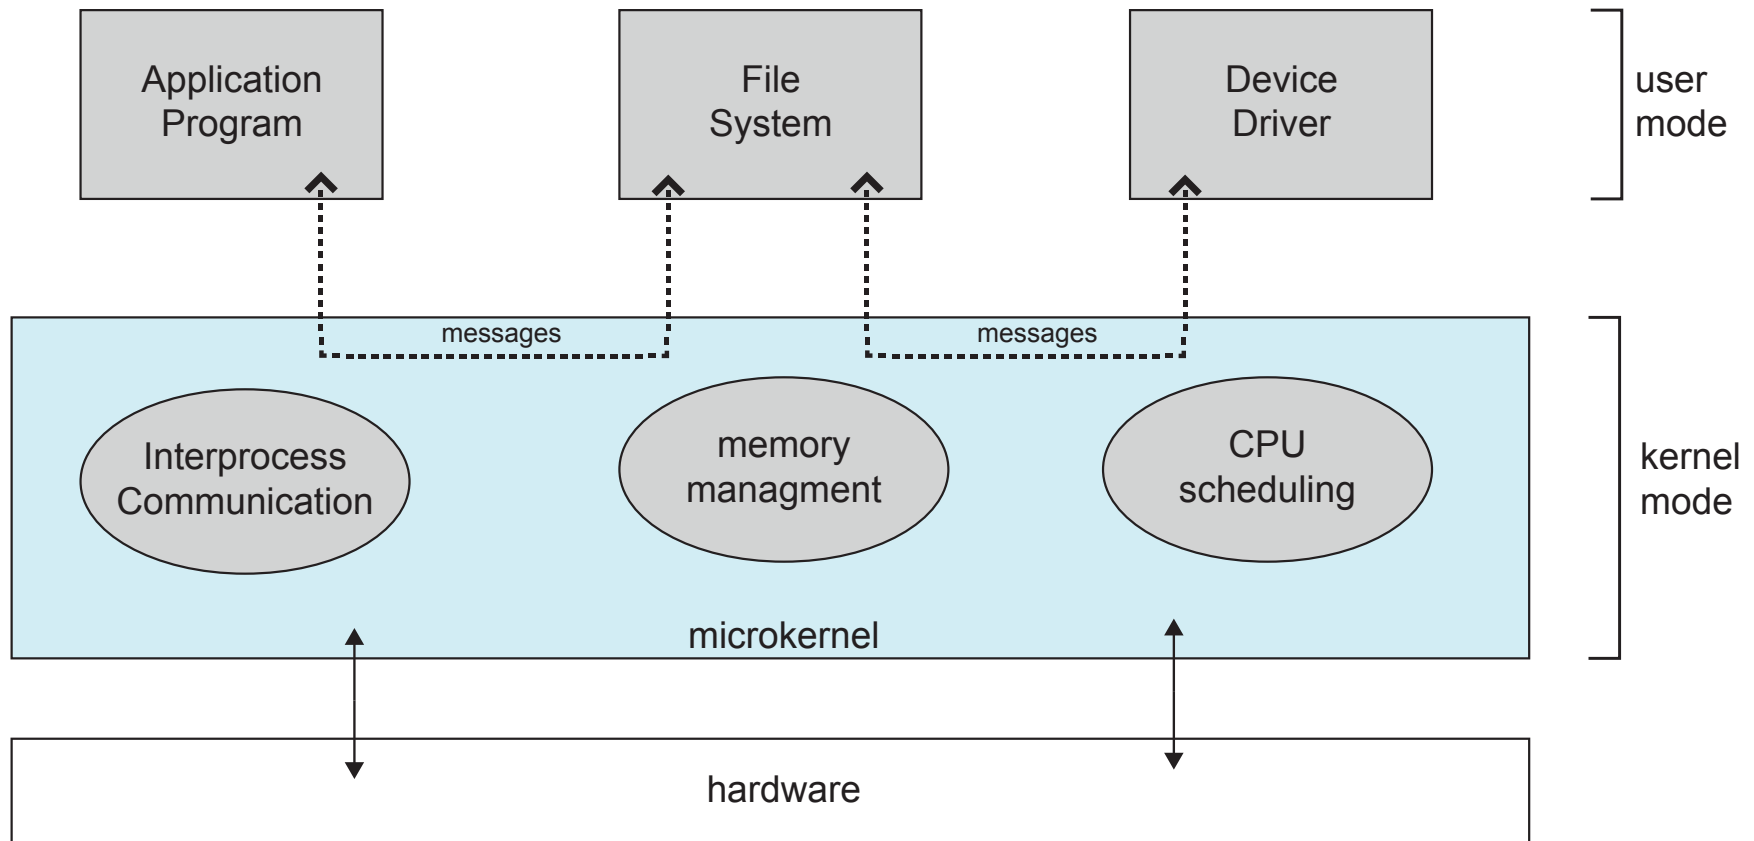 Application
Program
File
System
Device
Driver
user
mode
messages
messages
Interprocess
Communication
memory
managment
CPU
scheduling
kernel
mode
microkernel
hardware